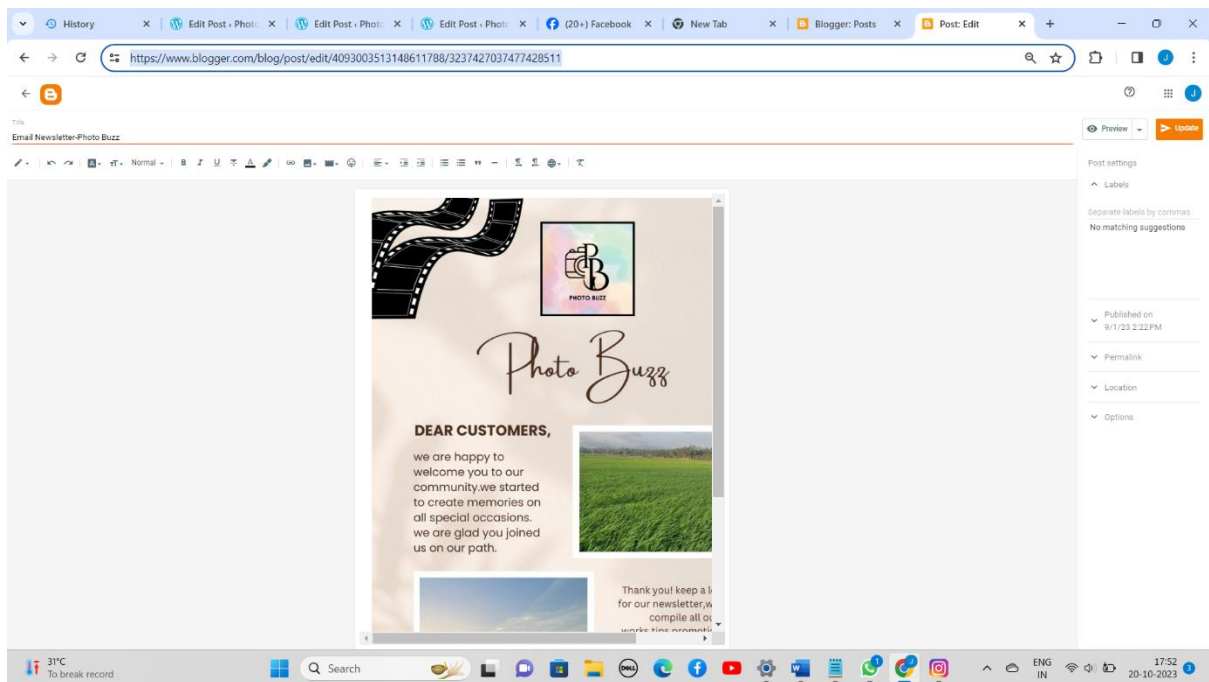 History
Edit Post ‹ Photo
Edit Post ‹ Photo
Edit Post ‹ Photo
(20+) Facebook
New Tab
Blogger: Posts
Post: Edit
https://www.blogger.com/blog/post/edit/4093003513148611788/3237427037477428511
J
J
Title
Email Newsletter-Photo Buzz
Preview
Update
Normal
B I U
Post settings
Labels
Separate labels by commas
No matching suggestions
Published on
9/1/23 2:22 PM
Permalink
Location
Options
PB
PHOTO BUZZ
Photo Buzz
DEAR CUSTOMERS,
we are happy to
welcome you to our
community.we started
to create memories on
all special occasions.
we are glad you joined
us on our path.
Thank you! keep a
for our newsletter,
compile all
works tips
31°C
To break record
Search
DELL
ENG
IN
17:52
20-10-2023
3